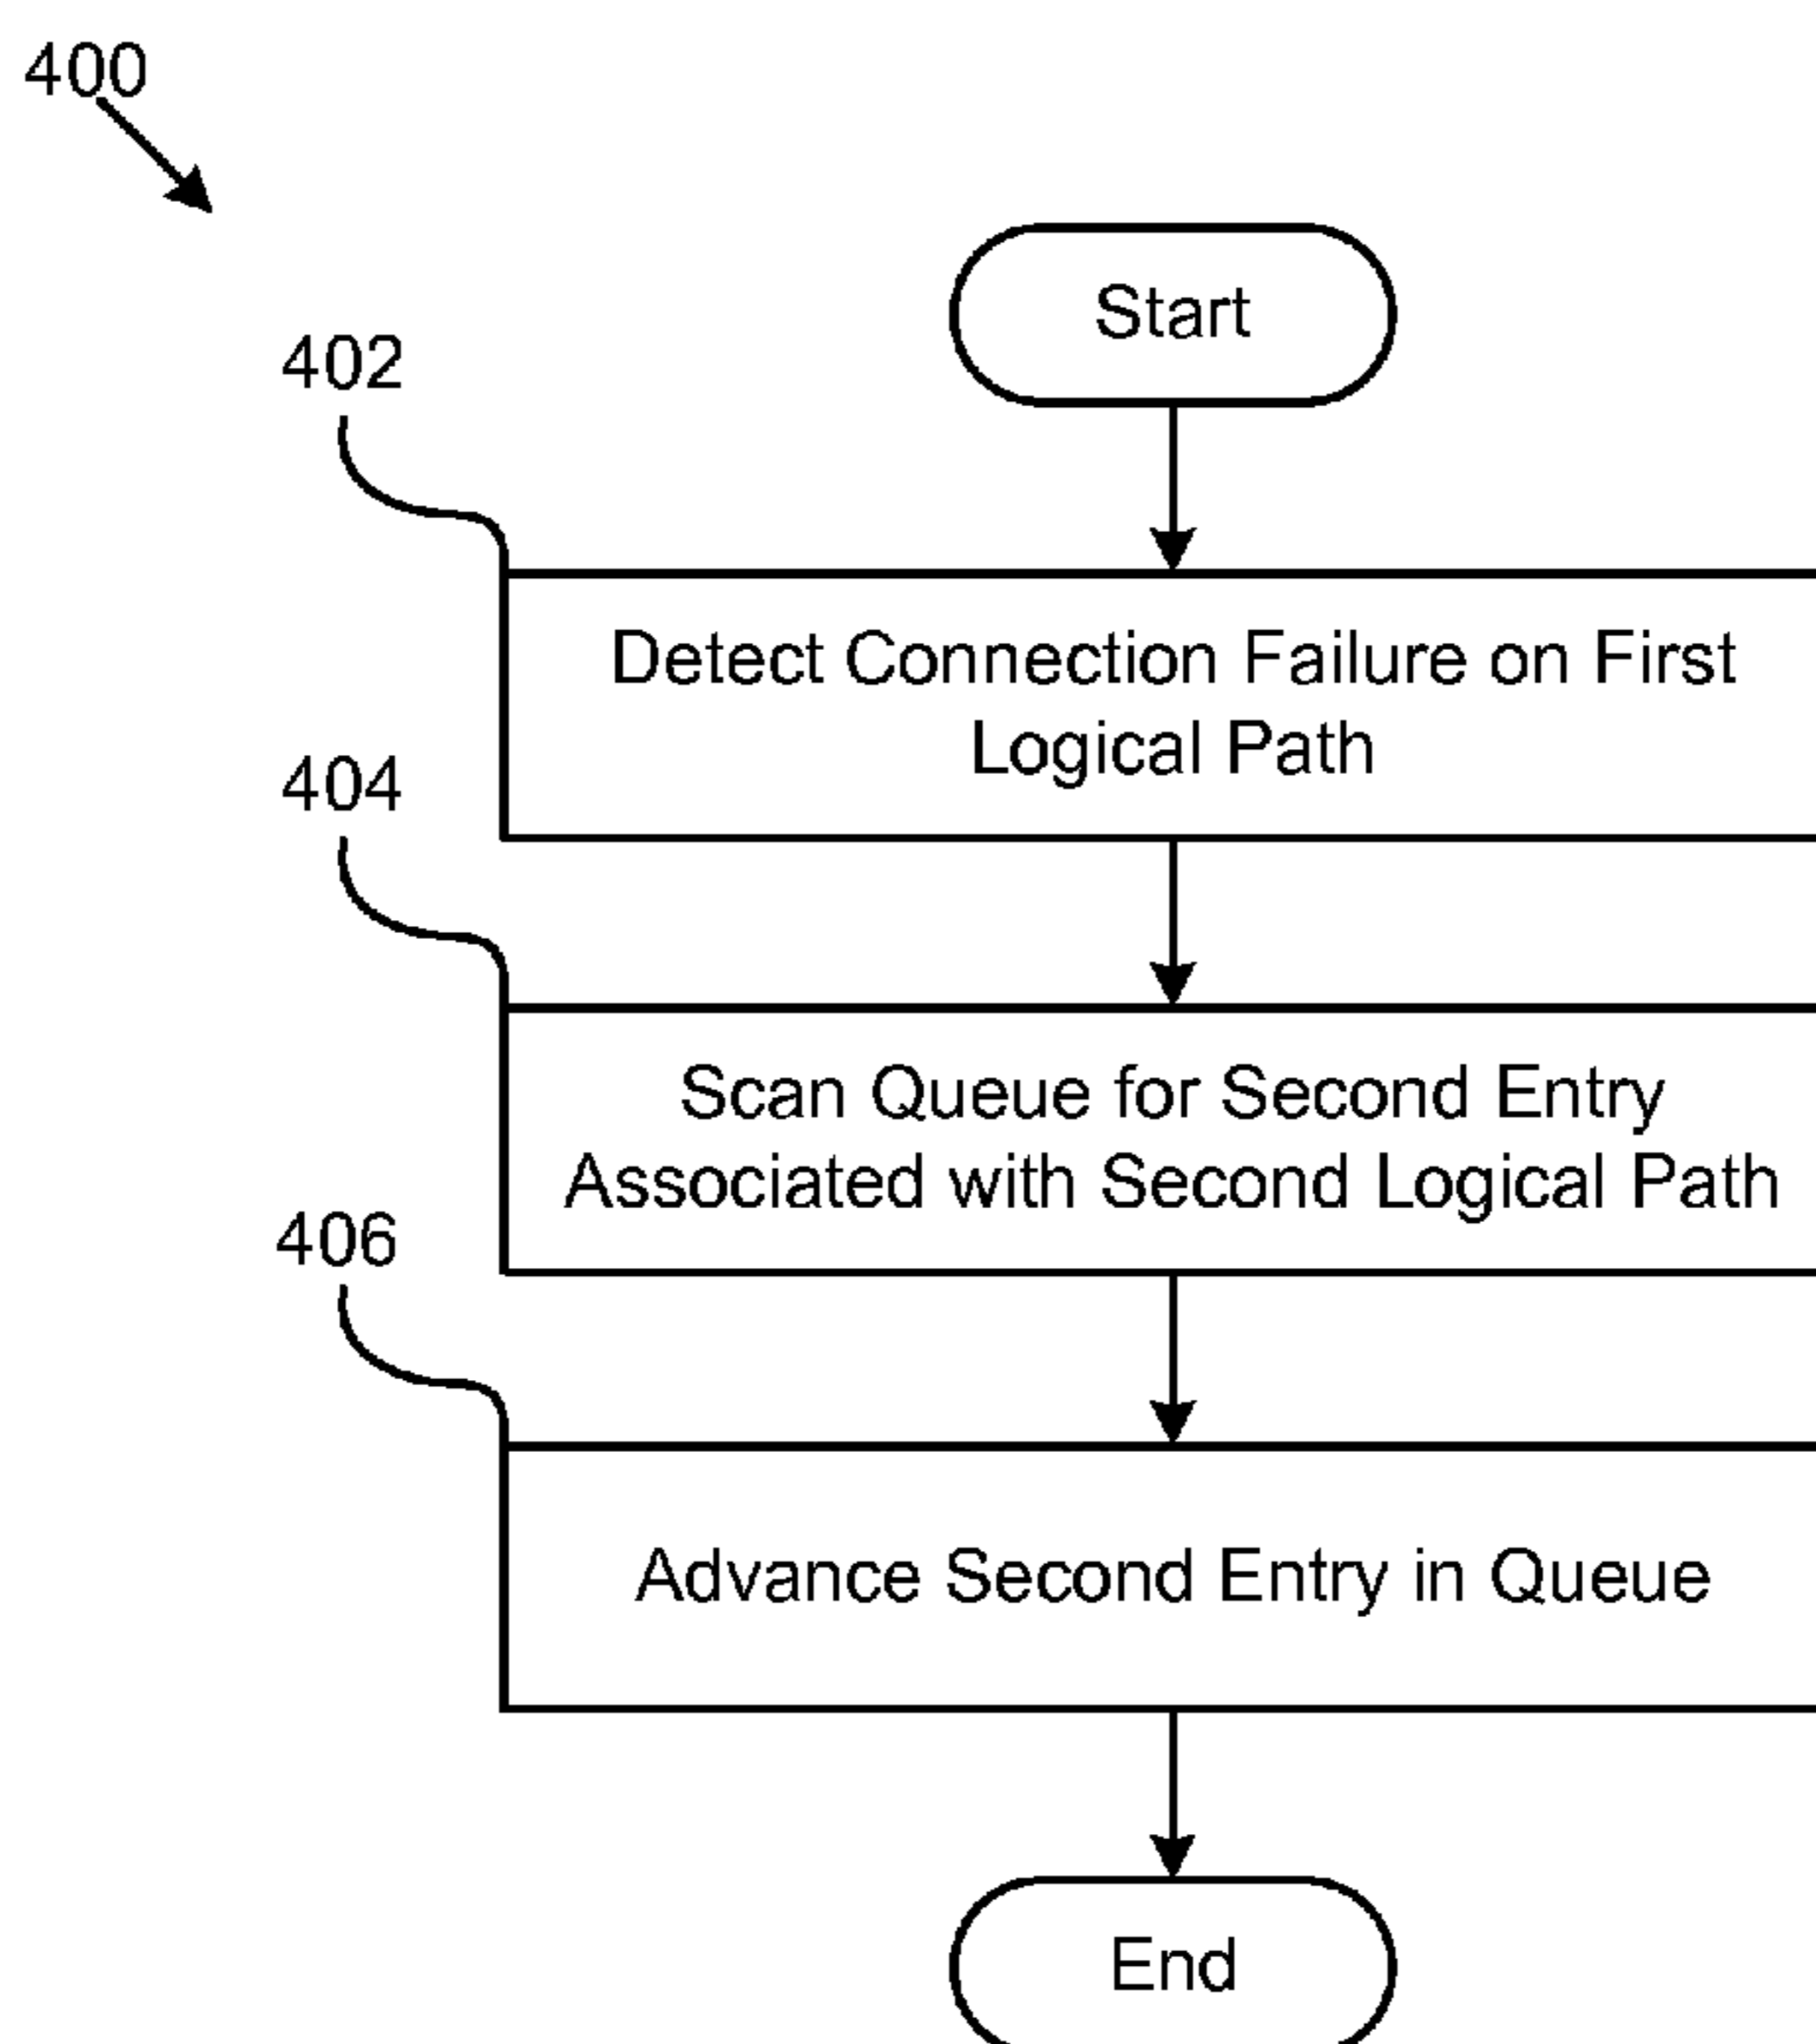 400
Start
402
Detect Connection Failure on First
Logical Path
404
Scan Queue for Second Entry
Associated with Second Logical Path
406
Advance Second Entry in Queue
End